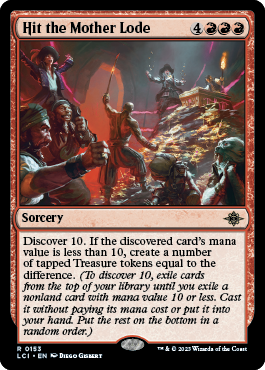 Hit the Mother Lode 4
Sorcery
Discover 10. If the discovered card's mana
value is less than 10, create a number
of tapped Treasure tokens equal to the
difference. (To discover 10, exile cards
from the top of your library until you exile a
nonland card with mana value 10 or less. Cast
it without paying its mana cost or put it into
your hand. Put the rest on the bottom in a
random order.)
R 0153
LCI • EN Diego Gisbert
™ & © 2023 Wizards of the Coast